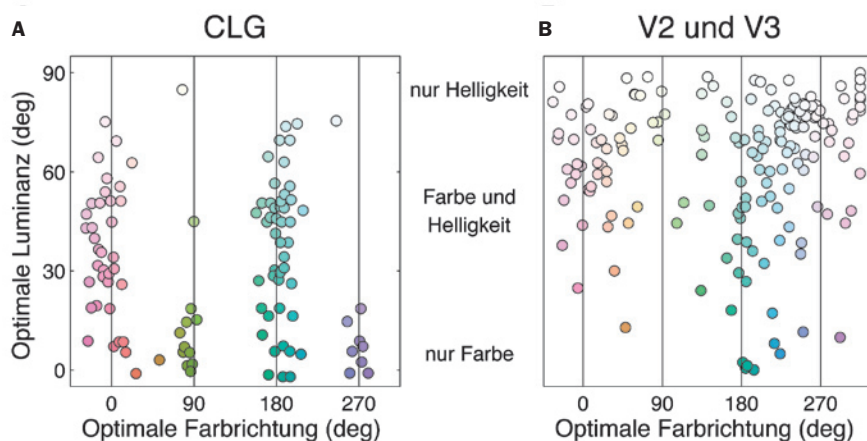 A
CLG
Optimale Luminanz (deg)
90
60
30
0
0
90
180
270
Optimale Farbrichtung (deg)
nur Helligkeit
Farbe und
Helligkeit
nur Farbe
B
V2 und V3
0
90
180
270
Optimale Farbrichtung (deg)